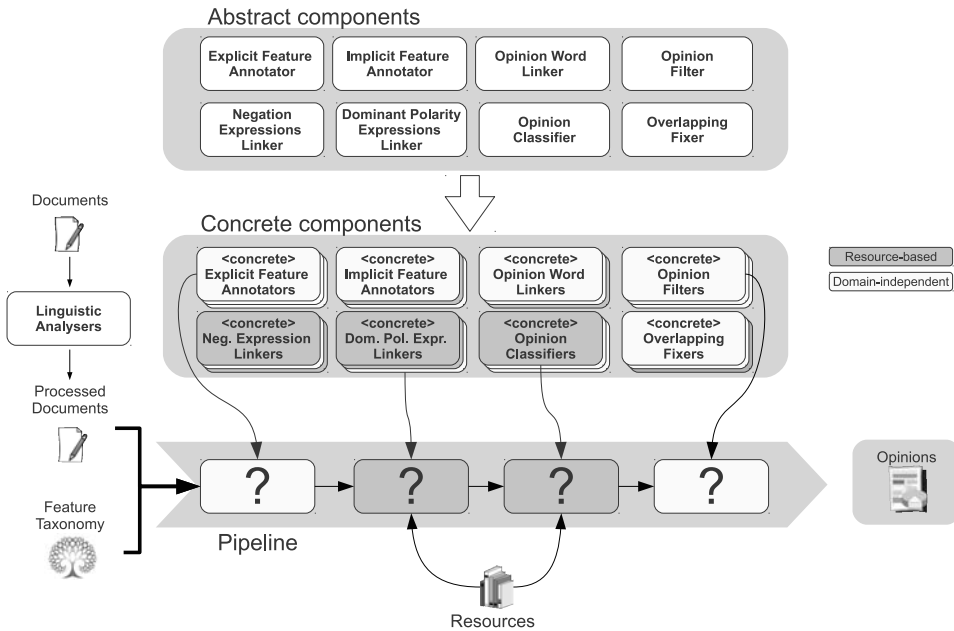 Abstract components
Explicit Feature
Annotator
Implicit Feature
Annotator
Opinion Word
Linker
Opinion
Filter
Negation
Expressions
Linker
Dominant Polarity
Expressions
Linker
Opinion
Classifier
Overlapping
Fixer
Documents
Linguistic
Analysers
Processed
Documents
Feature
Taxonomy
Concrete components
<concrete>
Explicit Feature
Annotators
<concrete>
Implicit Feature
Annotators
<concrete>
Opinion Word
Linkers
<concrete>
Opinion
Filters
<concrete>
Neg. Expression
Linkers
<concrete>
Dom. Pol. Expr.
Linkers
<concrete>
Opinion
Classifiers
<concrete>
Overlapping
Fixers
Resource-based
Domain-independent
?
?
?
?
Pipeline
Opinions
Resources